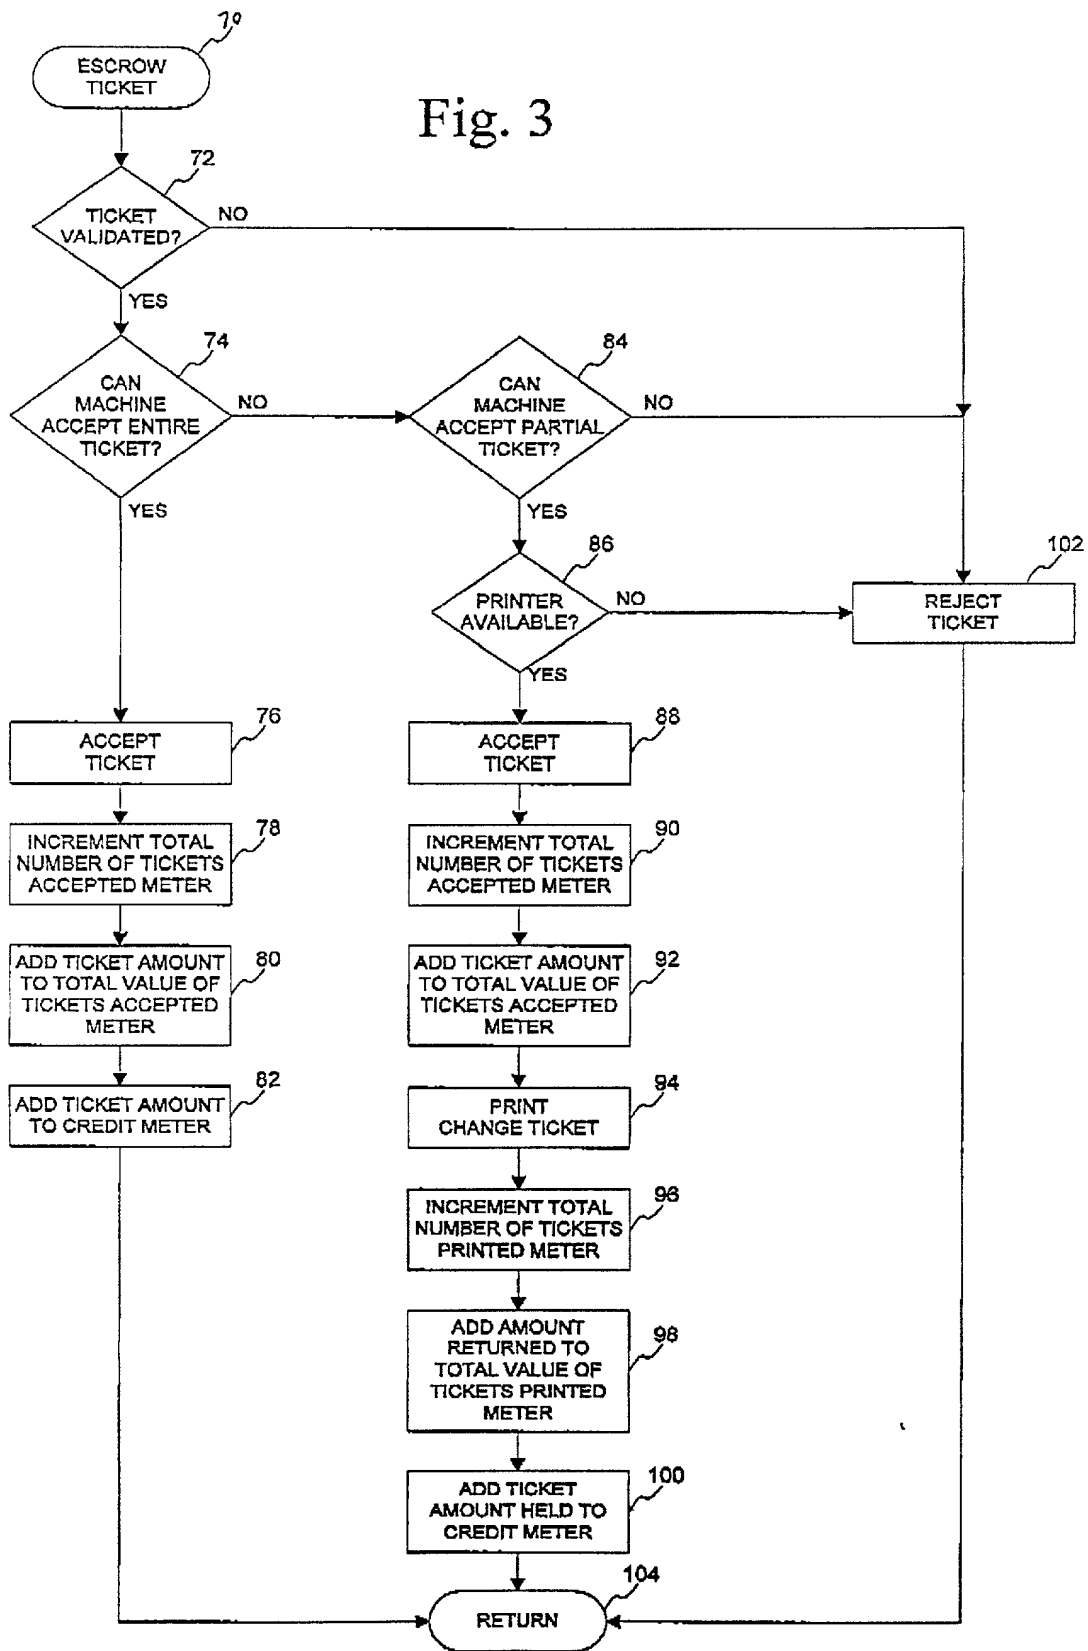 70
ESCROW
TICKET
Fig. 3
72
TICKET
VALIDATED?
NO
YES
74
CAN
MACHINE
ACCEPT ENTIRE
TICKET?
NO
YES
84
CAN
MACHINE
ACCEPT PARTIAL
TICKET?
NO
YES
86
PRINTER
AVAILABLE?
NO
YES
102
REJECT
TICKET
76
ACCEPT
TICKET
88
ACCEPT
TICKET
78
INCREMENT TOTAL
NUMBER OF TICKETS
ACCEPTED METER
90
INCREMENT TOTAL
NUMBER OF TICKETS
ACCEPTED METER
80
ADD TICKET AMOUNT
TO TOTAL VALUE OF
TICKETS ACCEPTED
METER
92
ADD TICKET AMOUNT
TO TOTAL VALUE OF
TICKETS ACCEPTED
METER
82
ADD TICKET AMOUNT
TO CREDIT METER
94
PRINT
CHANGE TICKET
96
INCREMENT TOTAL
NUMBER OF TICKETS
PRINTED METER
98
ADD AMOUNT
RETURNED TO
TOTAL VALUE OF
TICKETS PRINTED
METER
100
ADD TICKET
AMOUNT HELD TO
CREDIT METER
104
RETURN